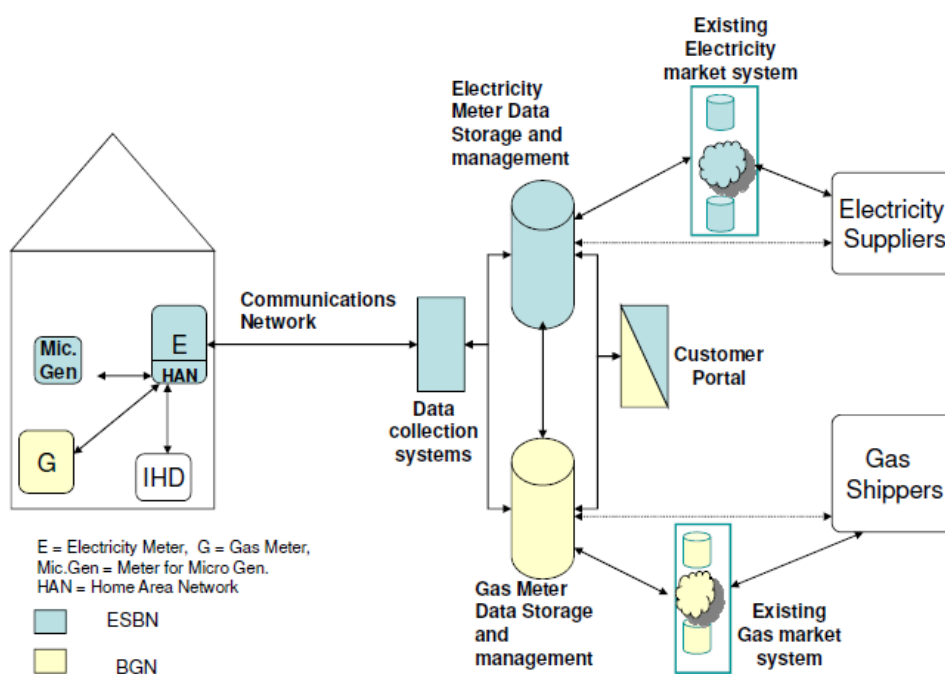 Existing
Electricity
market system
Electricity
Meter Data
Storage and
management
Electricity
Suppliers
Communications
Network
Mic.
Gen
E
HAN
G
IHD
Data
collection
systems
Customer
Portal
Gas
Shippers
E = Electricity Meter, G = Gas Meter,
Mic.Gen = Meter for Micro Gen.
HAN = Home Area Network
ESBN
BGN
Gas Meter
Data Storage
and
management
Existing
Gas market
system